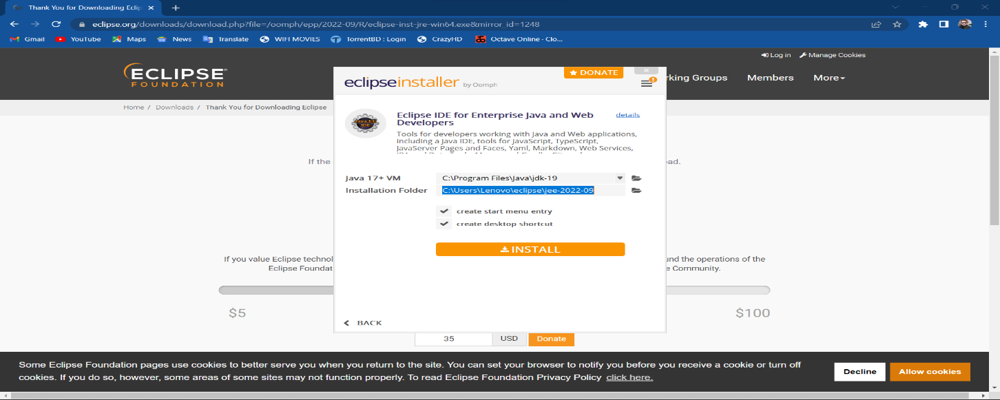 Thank You for Downloading Eclip
eclipse.org/downloads/download.php?file=/oomph/epp/2022-09/R/eclipse-inst-jre-win64.exe&mirror_id=1248
Gmail YouTube Maps News Translate WIFI MOVIES TorrentBD : Login CrazyHD Octave Online - Clo...
Log in Manage Cookies
ECLIPSE
FOUNDATION
rking Groups Members More
Home / Downloads / Thank You for Downloading Eclipse
DONATE
eclipseinstaller by Oomph
Java EE
IDE
Eclipse IDE for Enterprise Java and Web
Developers
details
Tools for developers working with Java and Web applications,
including a Java IDE, tools for JavaScript, TypeScript,
JavaServer Pages and Faces, Yaml, Markdown, Web Services,
If the
ad.
Java 17+ VM C:\Program Files\Java\jdk-19
Installation Folder C:\Users\Lenovo\eclipse\jee-2022-09
create start menu entry
create desktop shortcut
INSTALL
BACK
If you value Eclipse technol
und the operations of the
Eclipse Foundat
e Community.
$5 $100
35 USD Donate
Some Eclipse Foundation pages use cookies to better serve you when you return to the site. You can set your browser to notify you before you receive a cookie or turn off
cookies. If you do so, however, some areas of some sites may not function properly. To read Eclipse Foundation Privacy Policy click here.
Decline Allow cookies